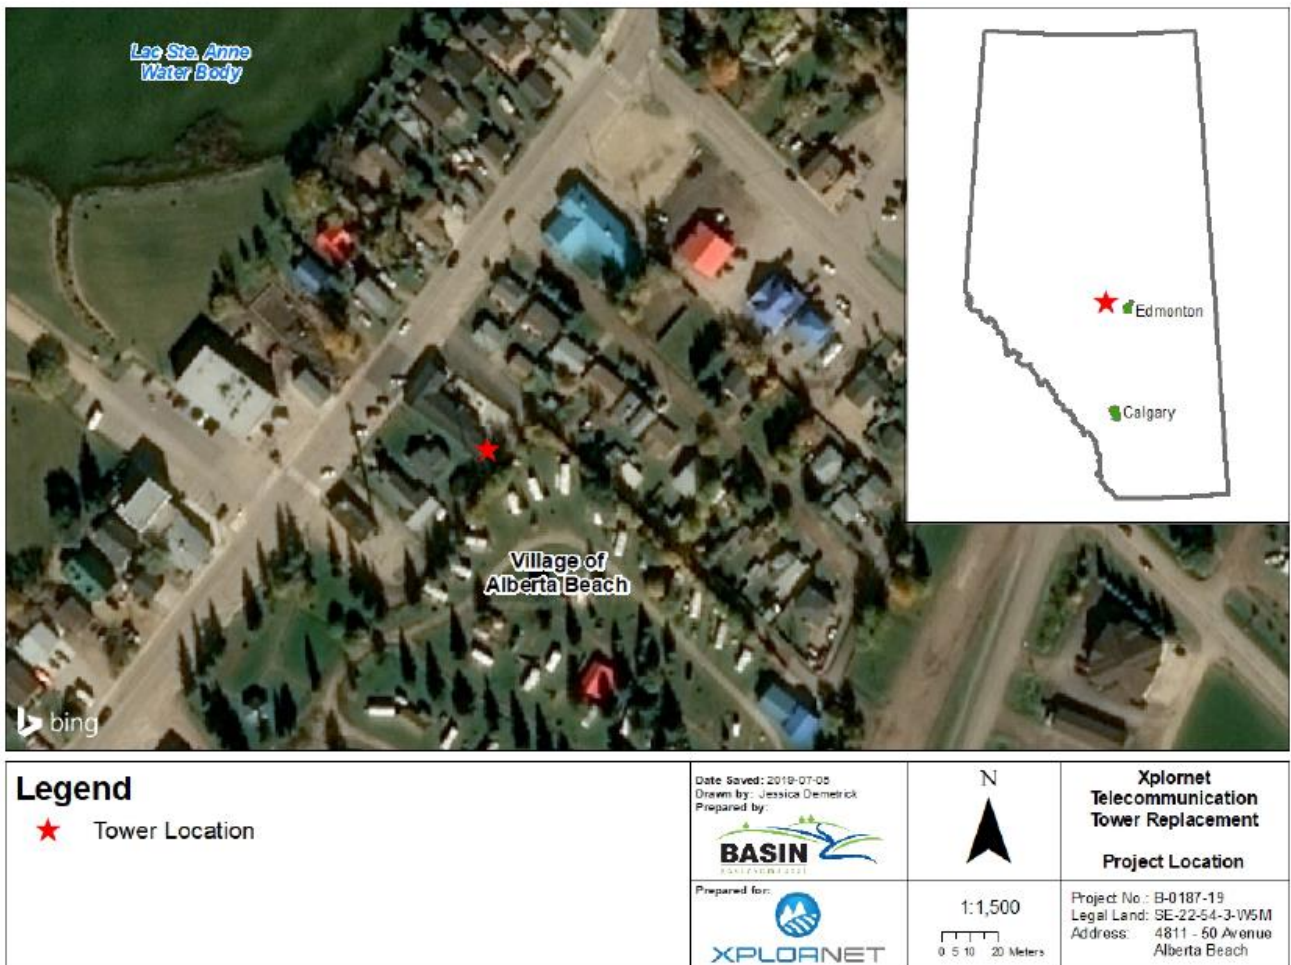 Lac Ste. Anne
Water Body
Edmonton
Calgary
Village of
Alberta Beach
bing
Legend
Tower Location
Date Saved: 2019-07-05
Drawn by: Jessica Demetrick
Prepared by:
BASIN
ENVIRONMENTAL
Prepared for:
XPLORNET
N
1:1,500
0 5 10 20 Meters
Xplornet
Telecommunication
Tower Replacement
Project Location
Project No.: B-0187-19
Legal Land: SE-22-54-3-W5M
Address: 4811 - 50 Avenue
Alberta Beach